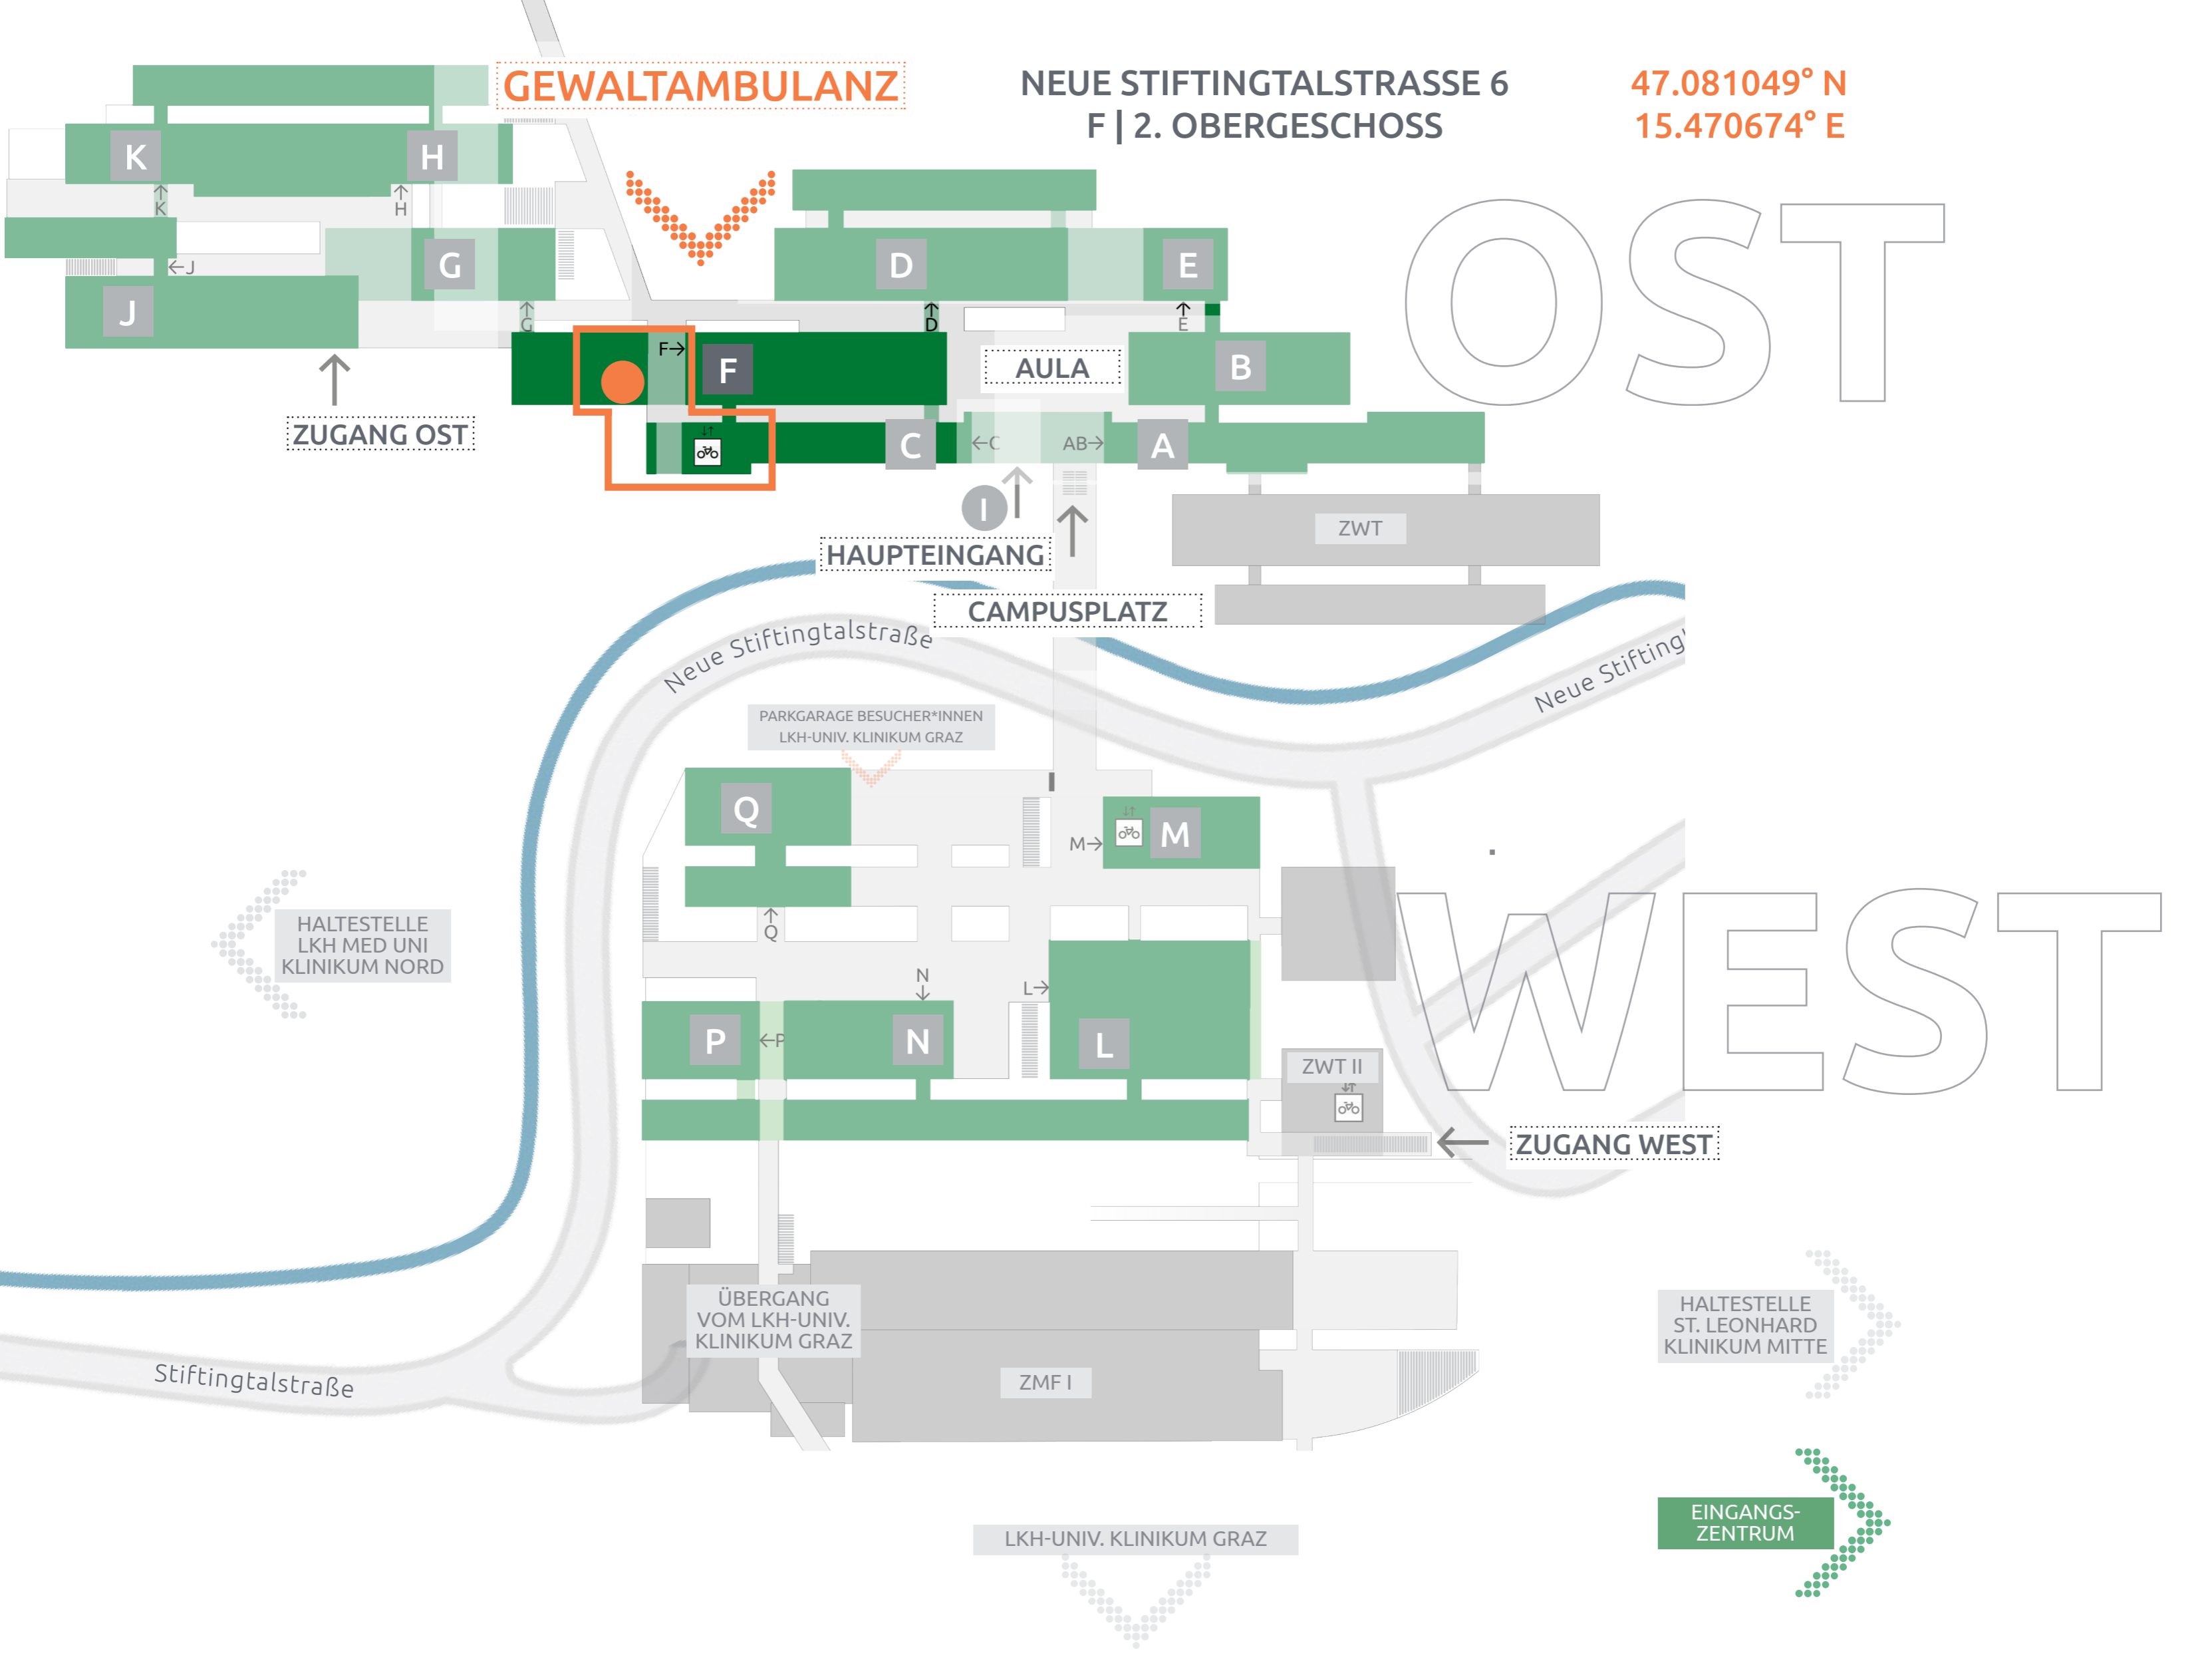 GEWALTAMBULANZ
NEUE STIFTINGTALSTRASSE 6
F | 2. OBERGESCHOSS
47.081049° N
15.470674° E
OST
K
H
K
H
G
J
J
G
D
E
D
E
F
F
AULA
B
ZUGANG OST
C
C
AB
A
I
HAUPTEINGANG
ZWT
CAMPUSPLATZ
Neue Stiftingtalstraße
Neue Stifting
PARKGARAGE BESUCHER*INNEN
LKH-UNIV. KLINIKUM GRAZ
Q
M
M
Q
HALTESTELLE
LKH MED UNI
KLINIKUM NORD
WEST
N
L
P
P
N
L
ZWT II
ZUGANG WEST
ÜBERGANG
VOM LKH-UNIV.
KLINIKUM GRAZ
HALTESTELLE
ST. LEONHARD
KLINIKUM MITTE
Stiftingtalstraße
ZMF I
EINGANGS-
ZENTRUM
LKH-UNIV. KLINIKUM GRAZ